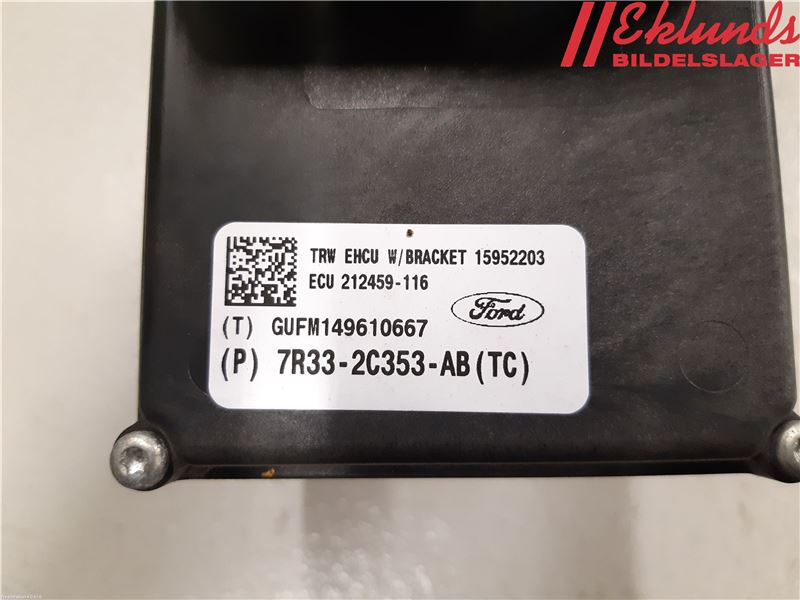 Eklunds
BILDELSLAGER
TRW EHCU W/BRACKET 15952203
ECU 212459-116
Ford
(T) GUFM149610667
(P) 7R33-2C353-AB(TC)